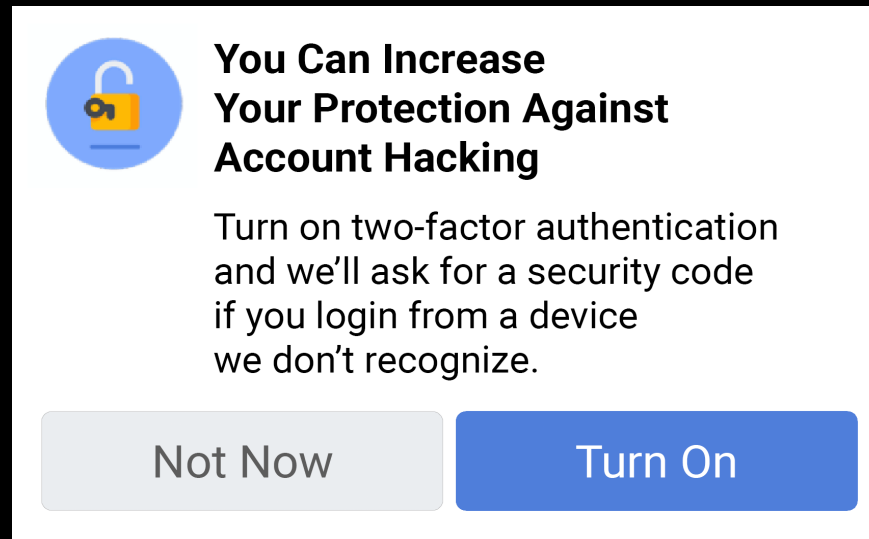 You Can Increase
Your Protection Against
Account Hacking
Turn on two-factor authentication
and we’ll ask for a security code
if you login from a device
we don’t recognize.
Not Now
Turn On